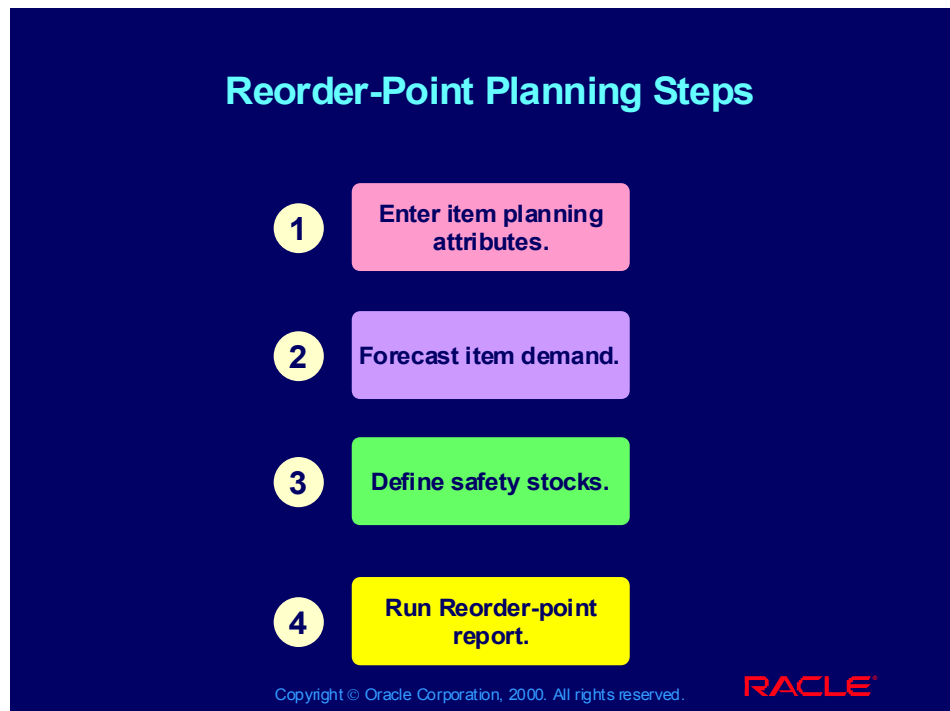 Reorder-Point Planning Steps
1
Enter item planning
attributes.
2
Forecast item demand.
3
Define safety stocks.
4
Run Reorder-point
report.
Copyright © Oracle Corporation, 2000. All rights reserved.
RACLE®